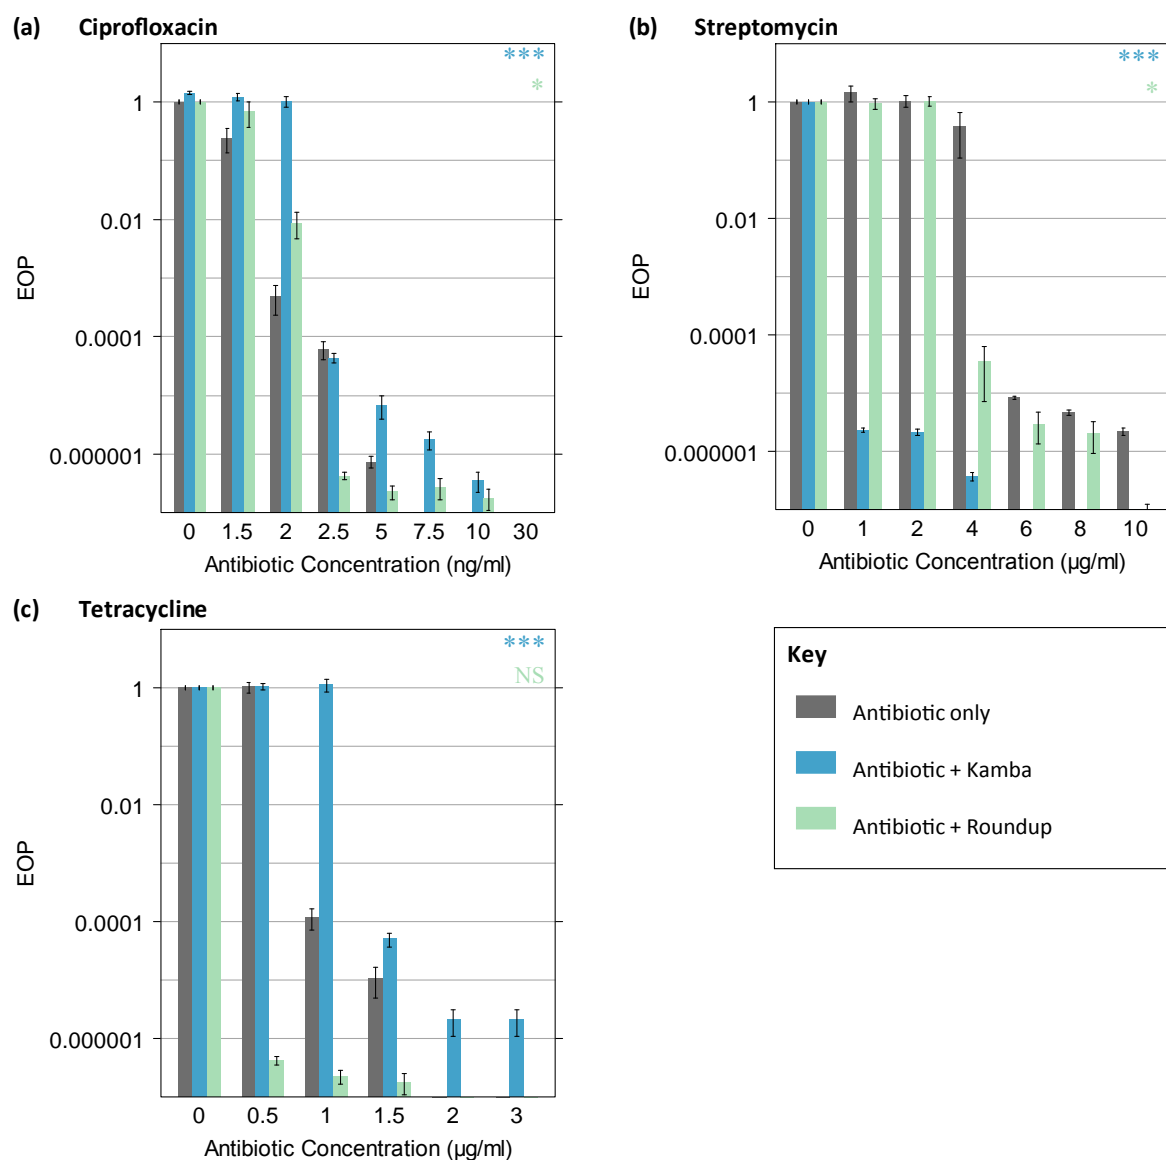 (a) Ciprofloxacin
***
*
1
0.01
0.0001
0.000001
EOP
0 1.5 2 2.5 5 7.5 10 30
Antibiotic Concentration (ng/ml)
(b) Streptomycin
***
*
1
0.01
0.0001
0.000001
EOP
0 1 2 4 6 8 10
Antibiotic Concentration (µg/ml)
(c) Tetracycline
***
NS
1
0.01
0.0001
0.000001
EOP
0 0.5 1 1.5 2 3
Antibiotic Concentration (µg/ml)
Key
Antibiotic only
Antibiotic + Kamba
Antibiotic + Roundup